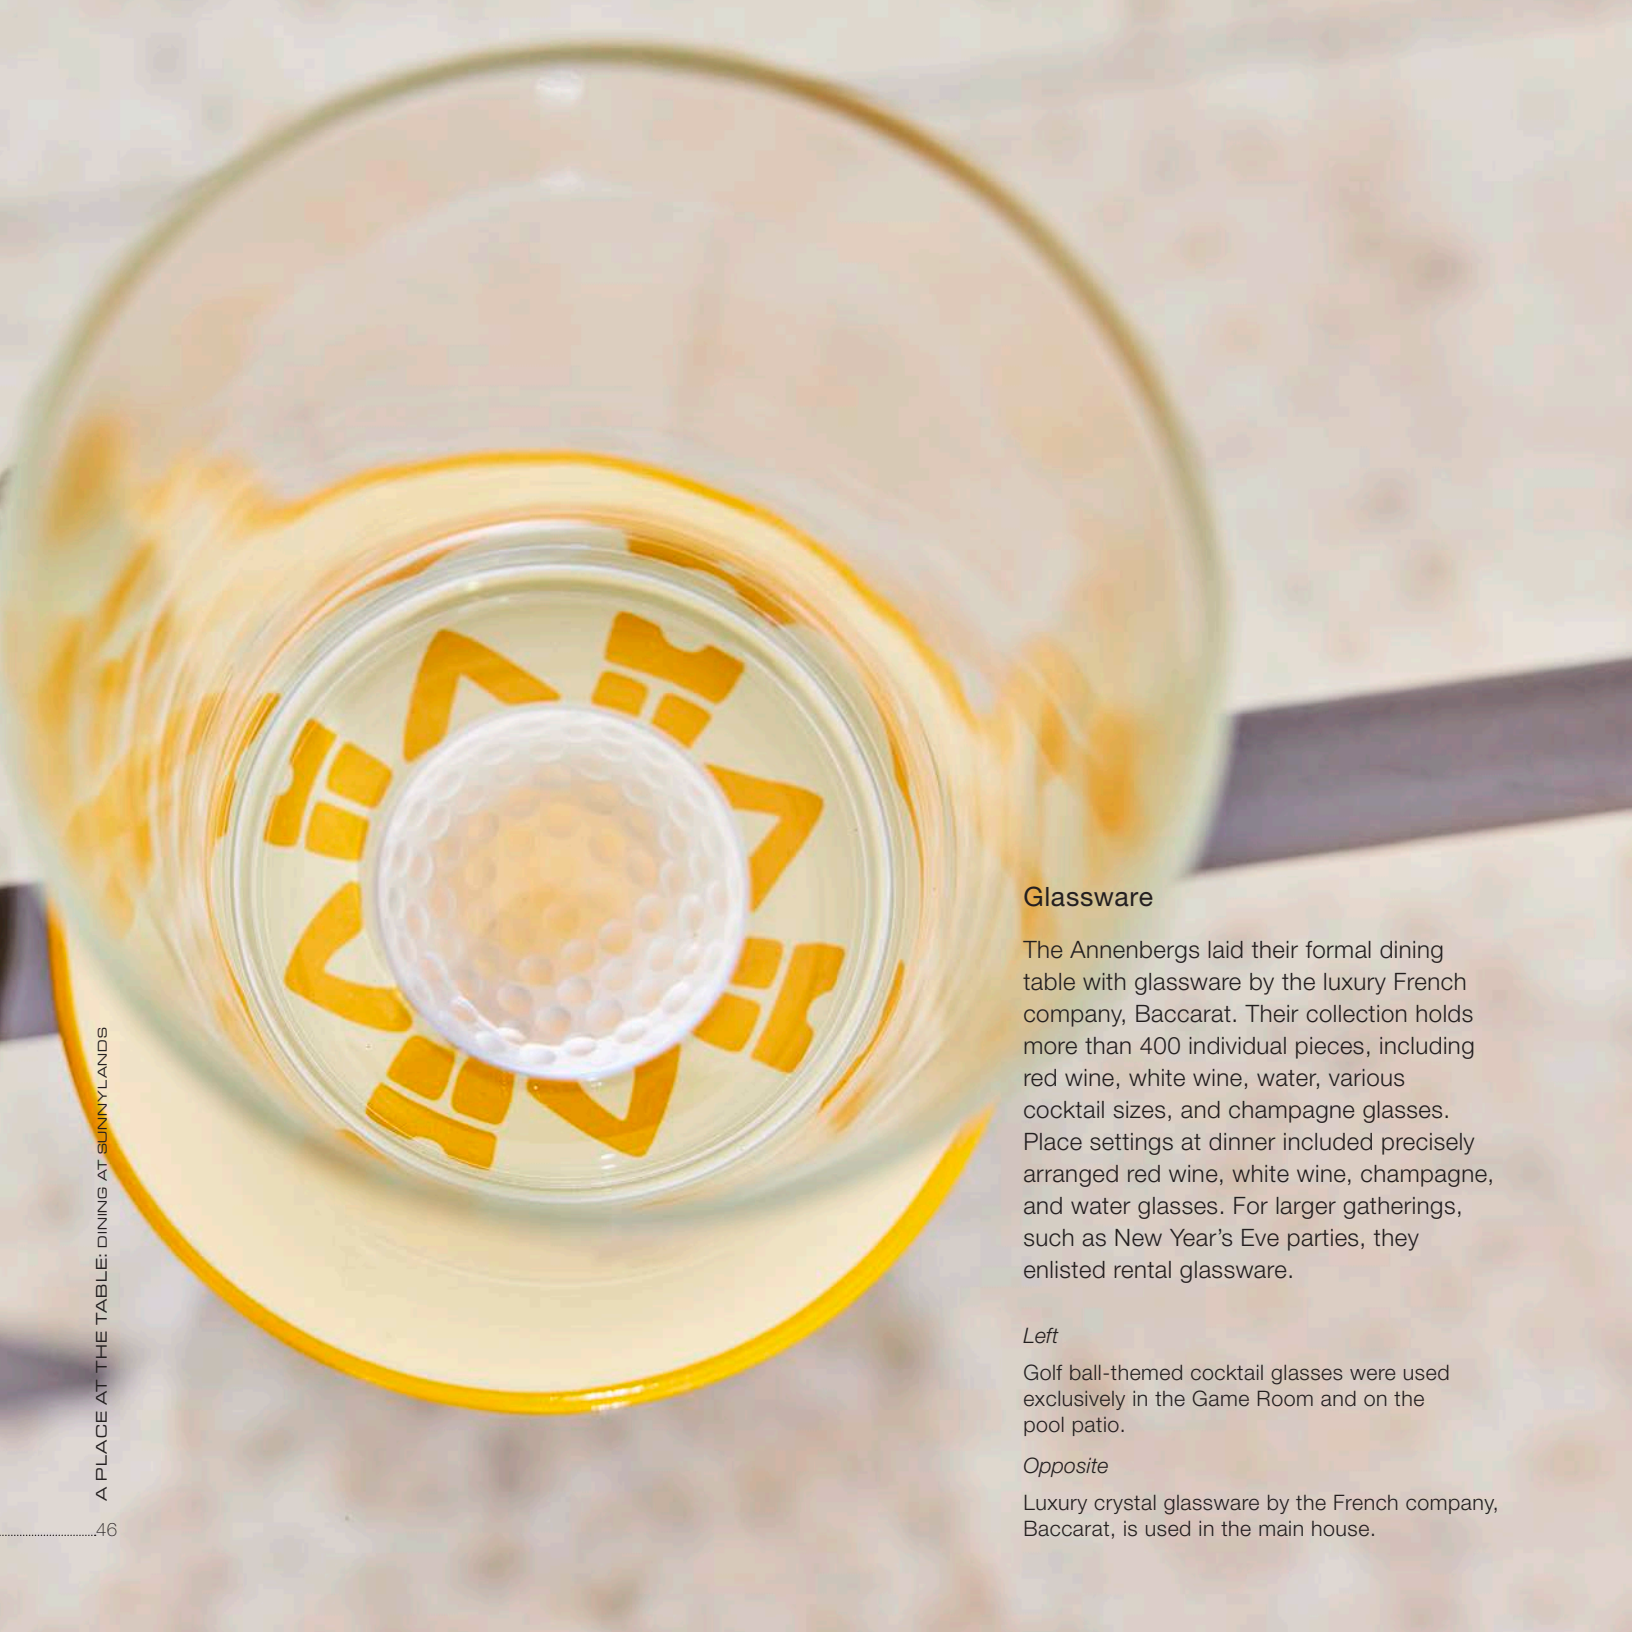 Glassware
The Annenbergs laid their formal dining
table with glassware by the luxury French
company, Baccarat. Their collection holds
more than 400 individual pieces, including
red wine, white wine, water, various
cocktail sizes, and champagne glasses.
Place settings at dinner included precisely
arranged red wine, white wine, champagne,
and water glasses. For larger gatherings,
such as New Year’s Eve parties, they
enlisted rental glassware.
Left
Golf ball-themed cocktail glasses were used
exclusively in the Game Room and on the
pool patio.
Opposite
Luxury crystal glassware by the French company,
Baccarat, is used in the main house.
A PLACE AT THE TABLE: DINING AT SUNNYLANDS
46